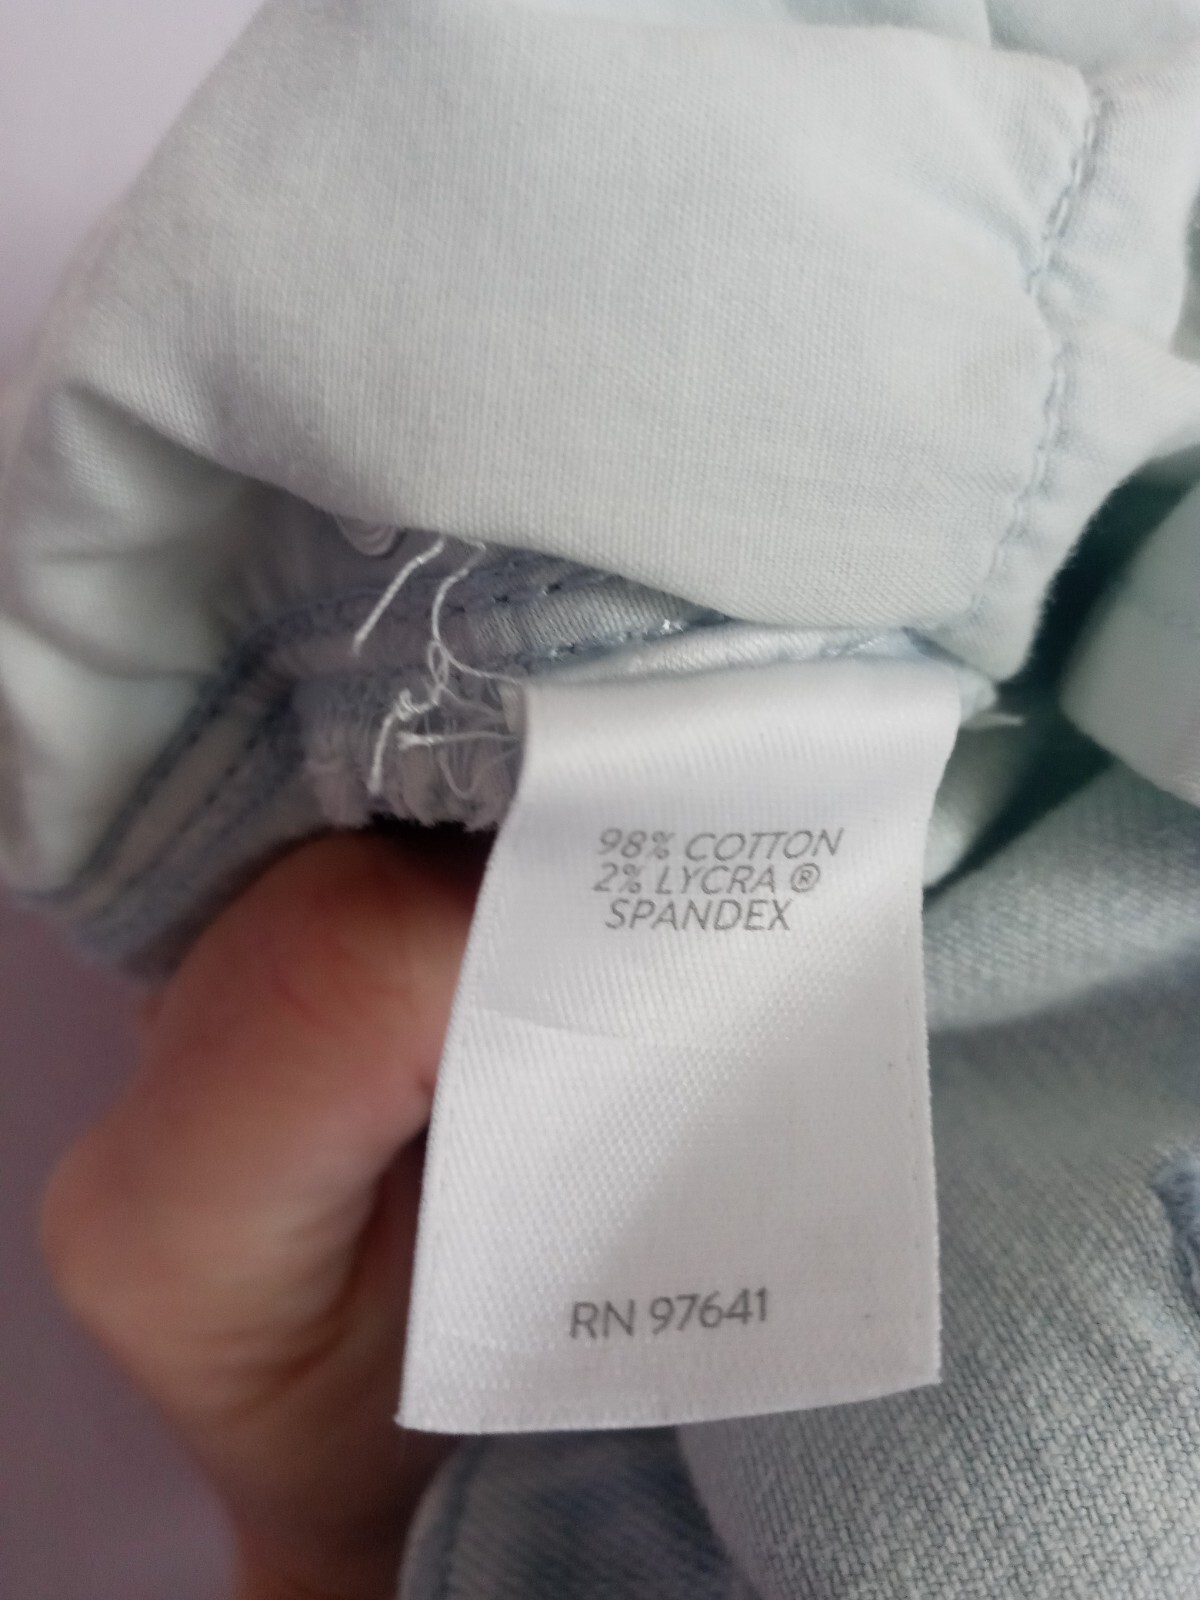 98% COTTON
2% LYCRA ®
SPANDEX
RN 97641